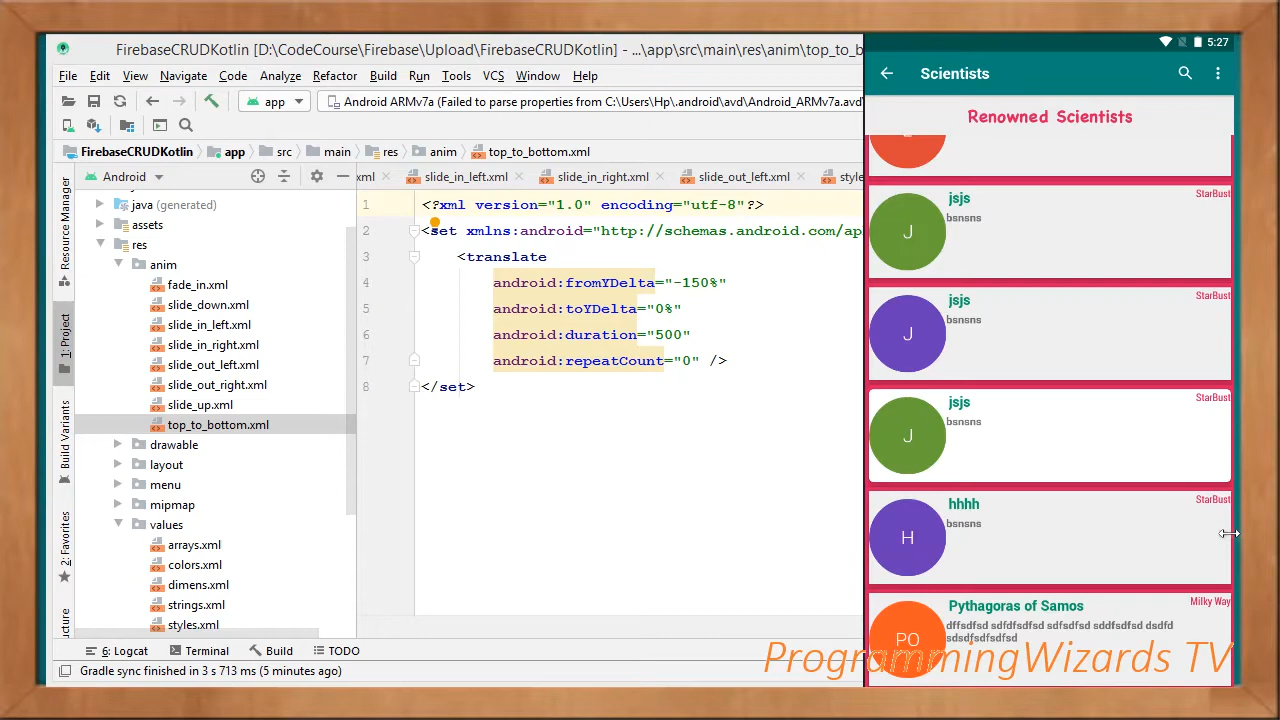 FirebaseCRUDKotlin [D:\CodeCourse\Firebase\Upload\FirebaseCRUDKotlin] - ...\app\src\main\res\anim\top_to_b
File Edit View Navigate Code Analyze Refactor Build Run Tools VCS Window Help
app Android ARMv7a (Failed to parse properties from C:\Users\Hp\.android\avd\Android_ARMv7a.avd
FirebaseCRUDKotlin app src main res anim top_to_bottom.xml
Android
xml slide_in_left.xml slide_in_right.xml slide_out_left.xml style
Resource Manager
1: Project
Build Variants
2: Favorites
ucture
java (generated)
assets
res
anim
fade_in.xml
slide_down.xml
slide_in_left.xml
slide_in_right.xml
slide_out_left.xml
slide_out_right.xml
slide_up.xml
top_to_bottom.xml
drawable
layout
menu
mipmap
values
arrays.xml
colors.xml
dimens.xml
strings.xml
styles.xml
1 <?xml version="1.0" encoding="utf-8"?>
2 <set xmlns:android="http://schemas.android.com/ap
3 <translate
4 android:fromYDelta="-150%"
5 android:toYDelta="0%"
6 android:duration="500"
7 android:repeatCount="0" />
8 </set>
6: Logcat Terminal Build TODO
Gradle sync finished in 3 s 713 ms (5 minutes ago)
5:27
Scientists
Renowned Scientists
jsjs StarBust
bsnsns
J
jsjs StarBust
bsnsns
J
jsjs StarBust
bsnsns
J
hhhh StarBust
bsnsns
H
Pythagoras of Samos Milky Way
dffsdfsd sdfdfsdfsd sdfsdfsd sddfsdfsd dsdfd
sdsdfsdfsdfsd
PO
ProgrammingWizards TV